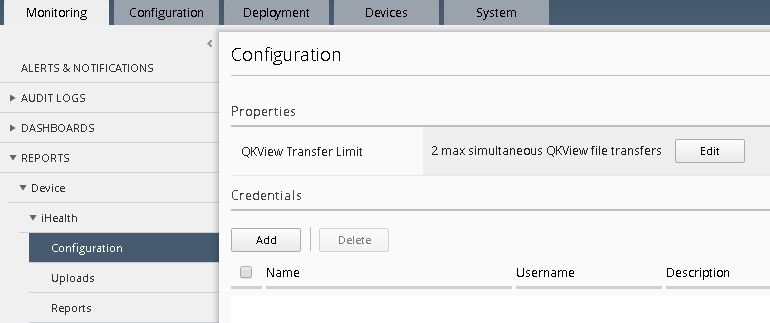 Monitoring Configuration Deployment Devices System
ALERTS & NOTIFICATIONS
AUDIT LOGS
DASHBOARDS
REPORTS
Device
iHealth
Configuration
Uploads
Reports
Configuration
Properties
QKView Transfer Limit 2 max simultaneous QKView file transfers Edit
Credentials
Add Delete
Name Username Description